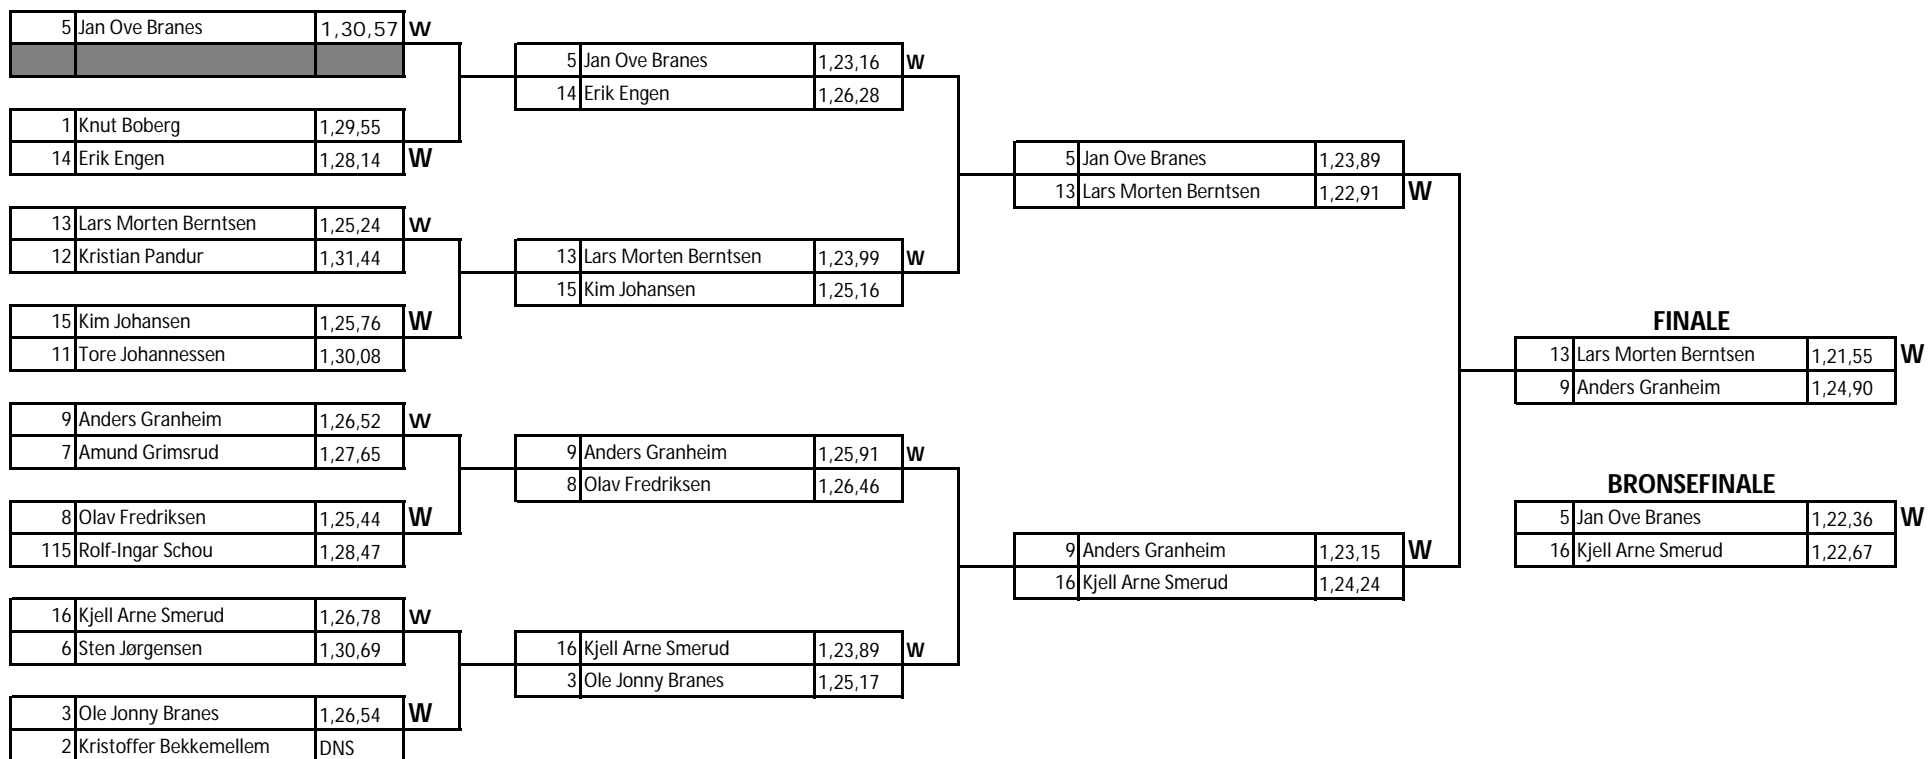 5 Jan Ove Branes 1,30,57 W
1 Knut Boberg 1,29,55
14 Erik Engen 1,28,14 W
13 Lars Morten Berntsen 1,25,24 W
12 Kristian Pandur 1,31,44
15 Kim Johansen 1,25,76 W
11 Tore Johannessen 1,30,08
9 Anders Granheim 1,26,52 W
7 Amund Grimsrud 1,27,65
8 Olav Fredriksen 1,25,44 W
115 Rolf-Ingar Schou 1,28,47
16 Kjell Arne Smerud 1,26,78 W
6 Sten Jørgensen 1,30,69
3 Ole Jonny Branes 1,26,54 W
2 Kristoffer Bekkemellem DNS
5 Jan Ove Branes 1,23,16 W
14 Erik Engen 1,26,28
13 Lars Morten Berntsen 1,23,99 W
15 Kim Johansen 1,25,16
9 Anders Granheim 1,25,91 W
8 Olav Fredriksen 1,26,46
16 Kjell Arne Smerud 1,23,89 W
3 Ole Jonny Branes 1,25,17
5 Jan Ove Branes 1,23,89
13 Lars Morten Berntsen 1,22,91 W
9 Anders Granheim 1,23,15 W
16 Kjell Arne Smerud 1,24,24
FINALE
13 Lars Morten Berntsen 1,21,55 W
9 Anders Granheim 1,24,90
BRONSEFINALE
5 Jan Ove Branes 1,22,36 W
16 Kjell Arne Smerud 1,22,67